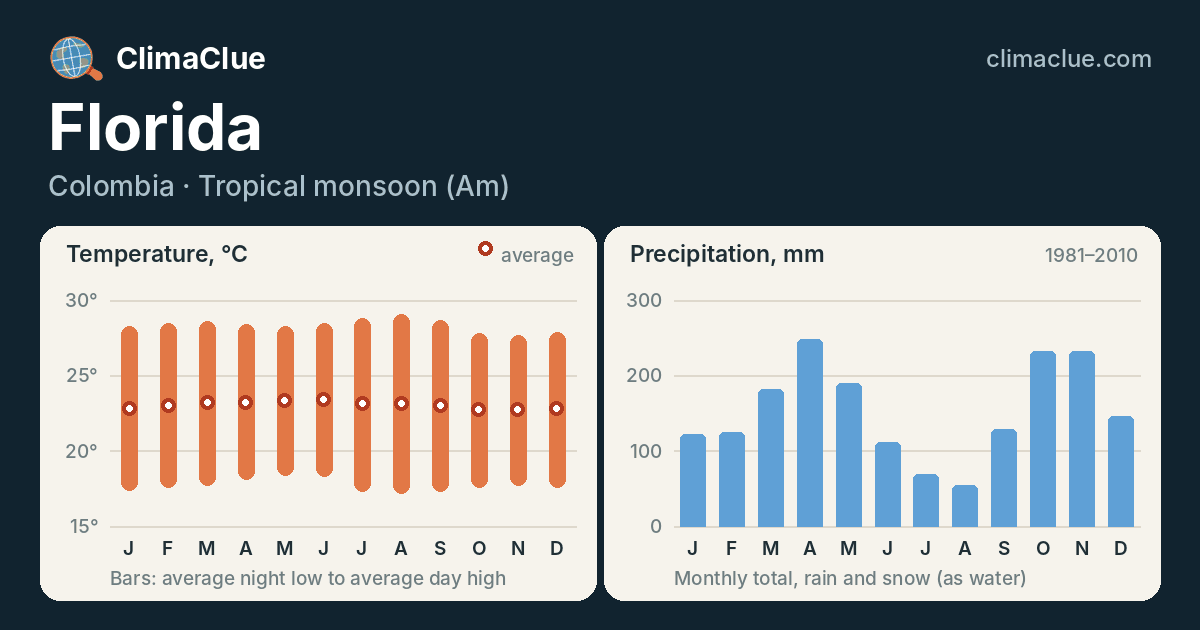 ClimaClue
climaclue.com
Florida
Colombia · Tropical monsoon (Am)
Temperature, °C
average
30°
25°
20°
15°
J F M A M J J A S O N D
Bars: average night low to average day high
Precipitation, mm
1981–2010
300
200
100
0
J F M A M J J A S O N D
Monthly total, rain and snow (as water)